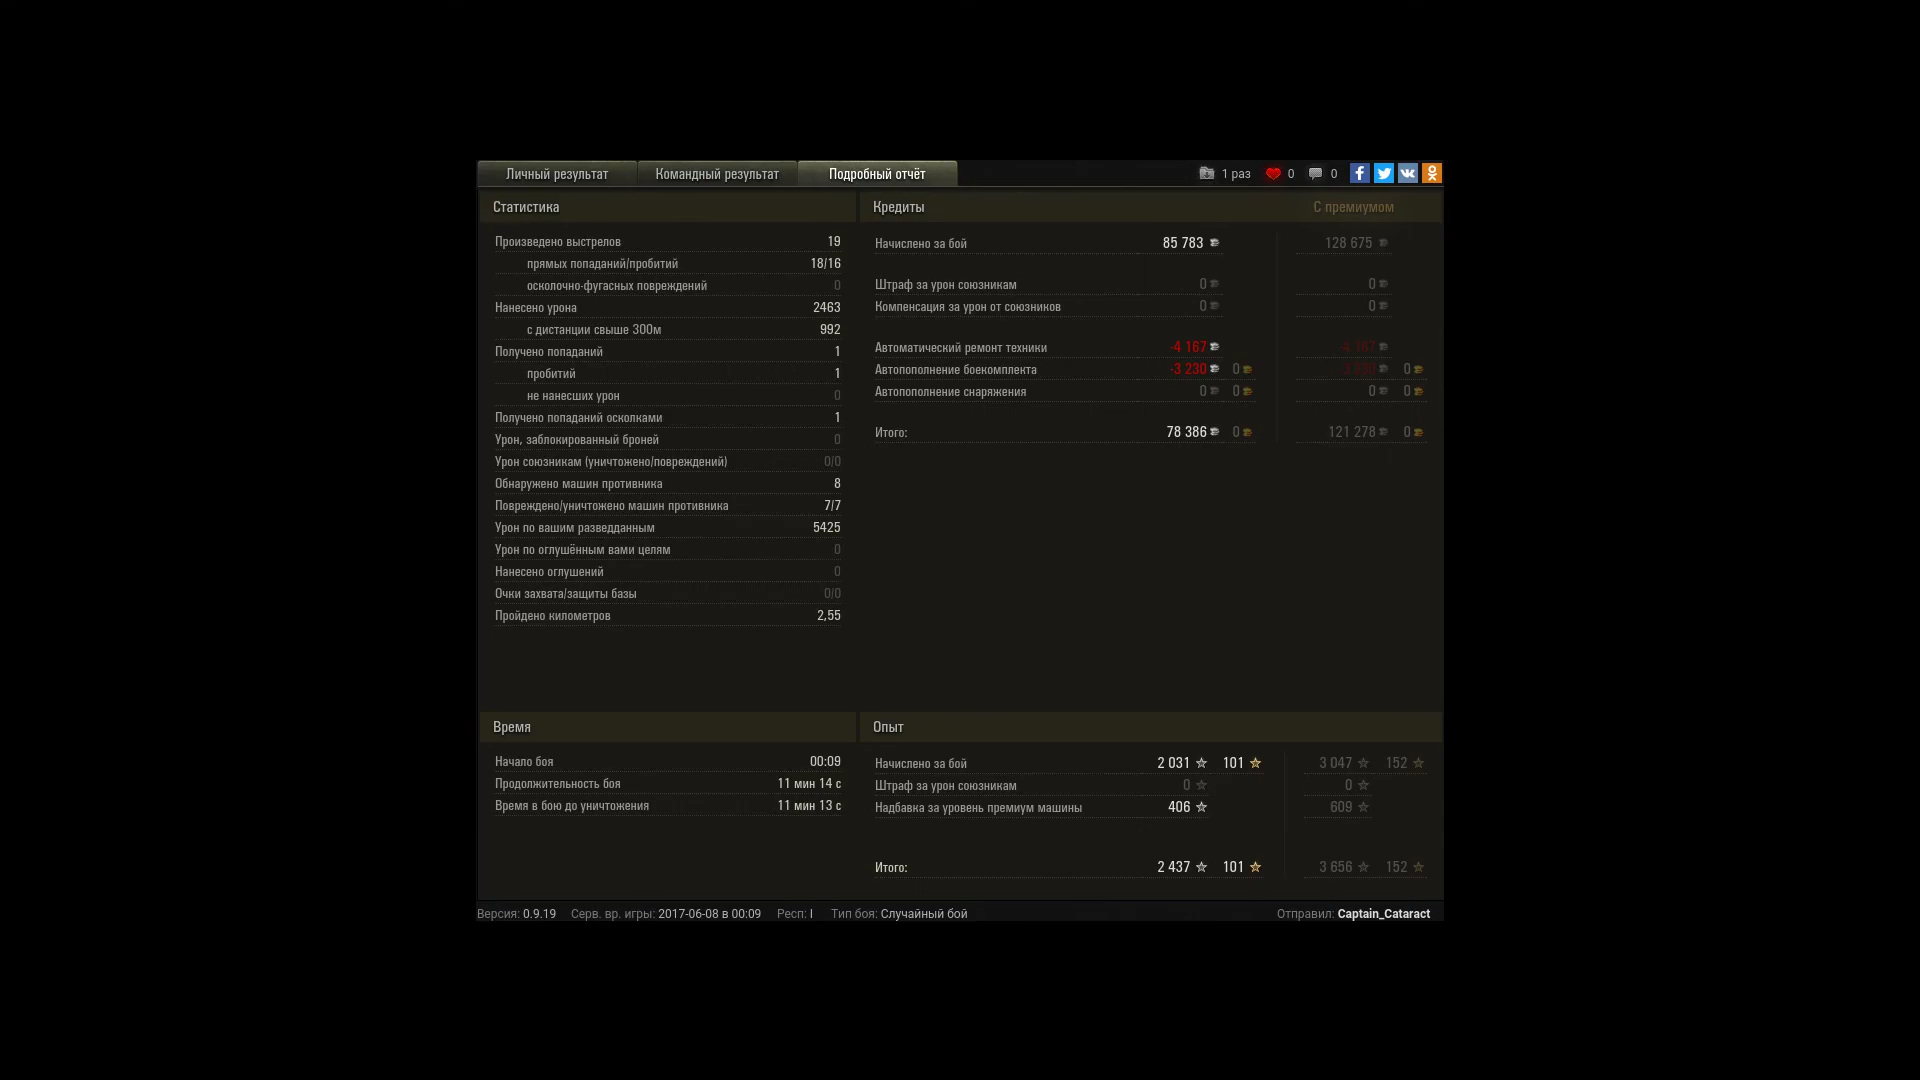 Личный результат Командный результат Подробный отчёт 1 раз 0 0
Статистика
Произведено выстрелов 19
прямых попаданий/пробитий 18/16
осколочно-фугасных повреждений 0
Нанесено урона 2463
с дистанции свыше 300м 992
Получено попаданий 1
пробитий 1
не нанесших урон 0
Получено попаданий осколками 1
Урон, заблокированный броней 0
Урон союзникам (уничтожено/повреждений) 0/0
Обнаружено машин противника 8
Повреждено/уничтожено машин противника 7/7
Урон по вашим разведданным 5425
Урон по оглушённым вами целям 0
Нанесено оглушений 0
Очки захвата/защиты базы 0/0
Пройдено километров 2,55
Кредиты С премиумом
Начислено за бой 85 783 128 675
Штраф за урон союзникам 0 0
Компенсация за урон от союзников 0 0
Автоматический ремонт техники -4 167 -4 167
Автопополнение боекомплекта -3 230 0 -3 230 0
Автопополнение снаряжения 0 0 0 0
Итого: 78 386 0 121 278 0
Время
Начало боя 00:09
Продолжительность боя 11 мин 14 с
Время в бою до уничтожения 11 мин 13 с
Опыт
Начислено за бой 2 031 101 3 047 152
Штраф за урон союзникам 0 0
Надбавка за уровень премиум машины 406 609
Итого: 2 437 101 3 656 152
Версия: 0.9.19 Серв. вр. игры: 2017-06-08 в 00:09 Респ: I Тип боя: Случайный бой Отправил: Captain_Cataract